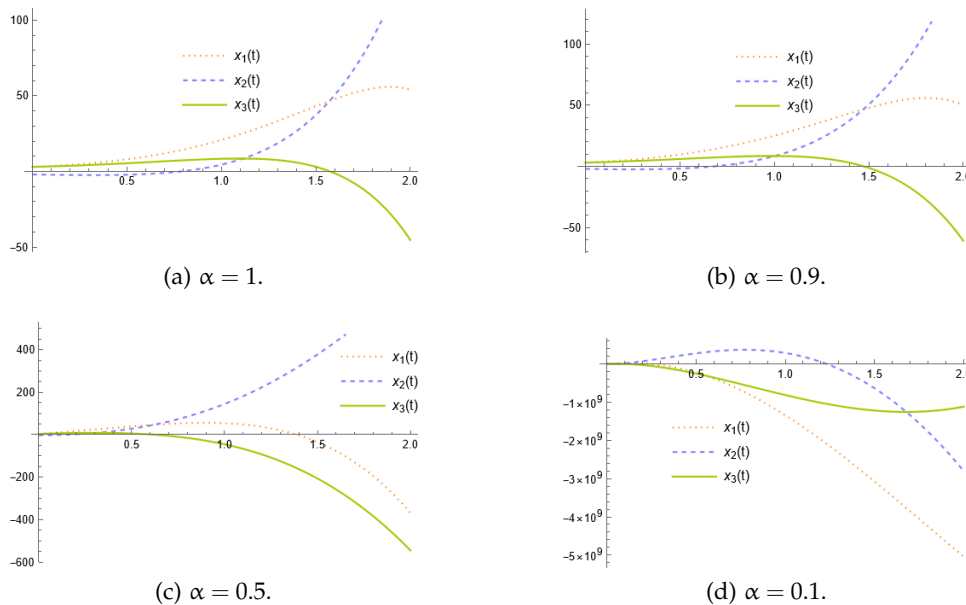 100
50
-50
0.5
1.0
1.5
2.0
x1(t)
x2(t)
x3(t)
(a) α = 1.
100
50
-50
0.5
1.0
1.5
2.0
x1(t)
x2(t)
x3(t)
(b) α = 0.9.
400
200
-200
-400
-600
0.5
1.0
1.5
2.0
x1(t)
x2(t)
x3(t)
(c) α = 0.5.
0.5
1.0
1.5
2.0
-1×10^9
-2×10^9
-3×10^9
-4×10^9
-5×10^9
x1(t)
x2(t)
x3(t)
(d) α = 0.1.